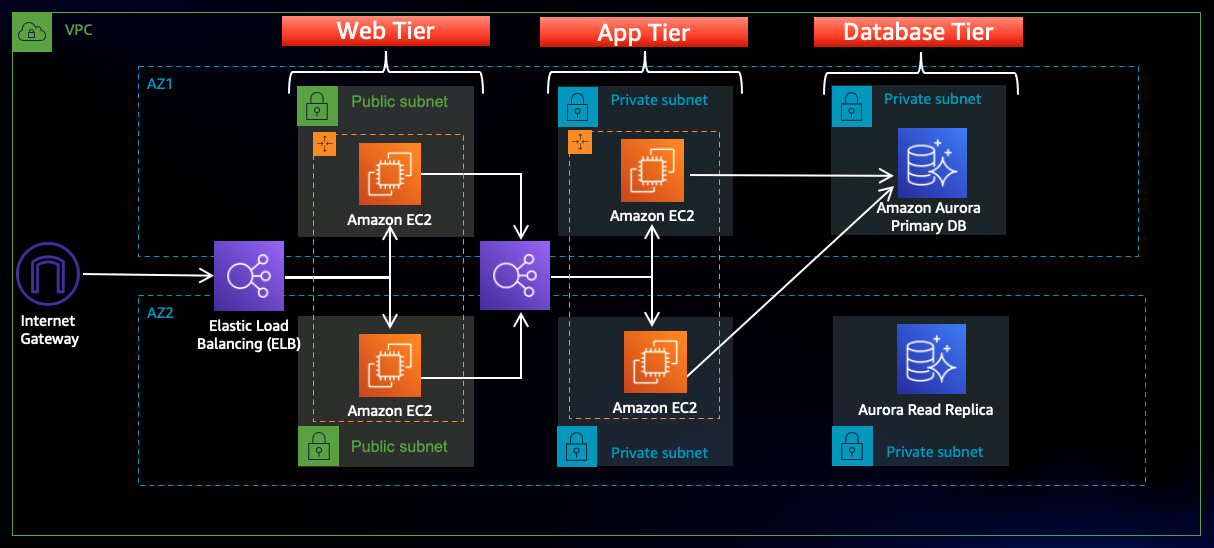 VPC
Web Tier
App Tier
Database Tier
AZ1
Public subnet
Private subnet
Private subnet
Amazon EC2
Amazon EC2
Amazon Aurora
Primary DB
Internet
Gateway
Elastic Load
Balancing (ELB)
AZ2
Amazon EC2
Amazon EC2
Aurora Read Replica
Public subnet
Private subnet
Private subnet